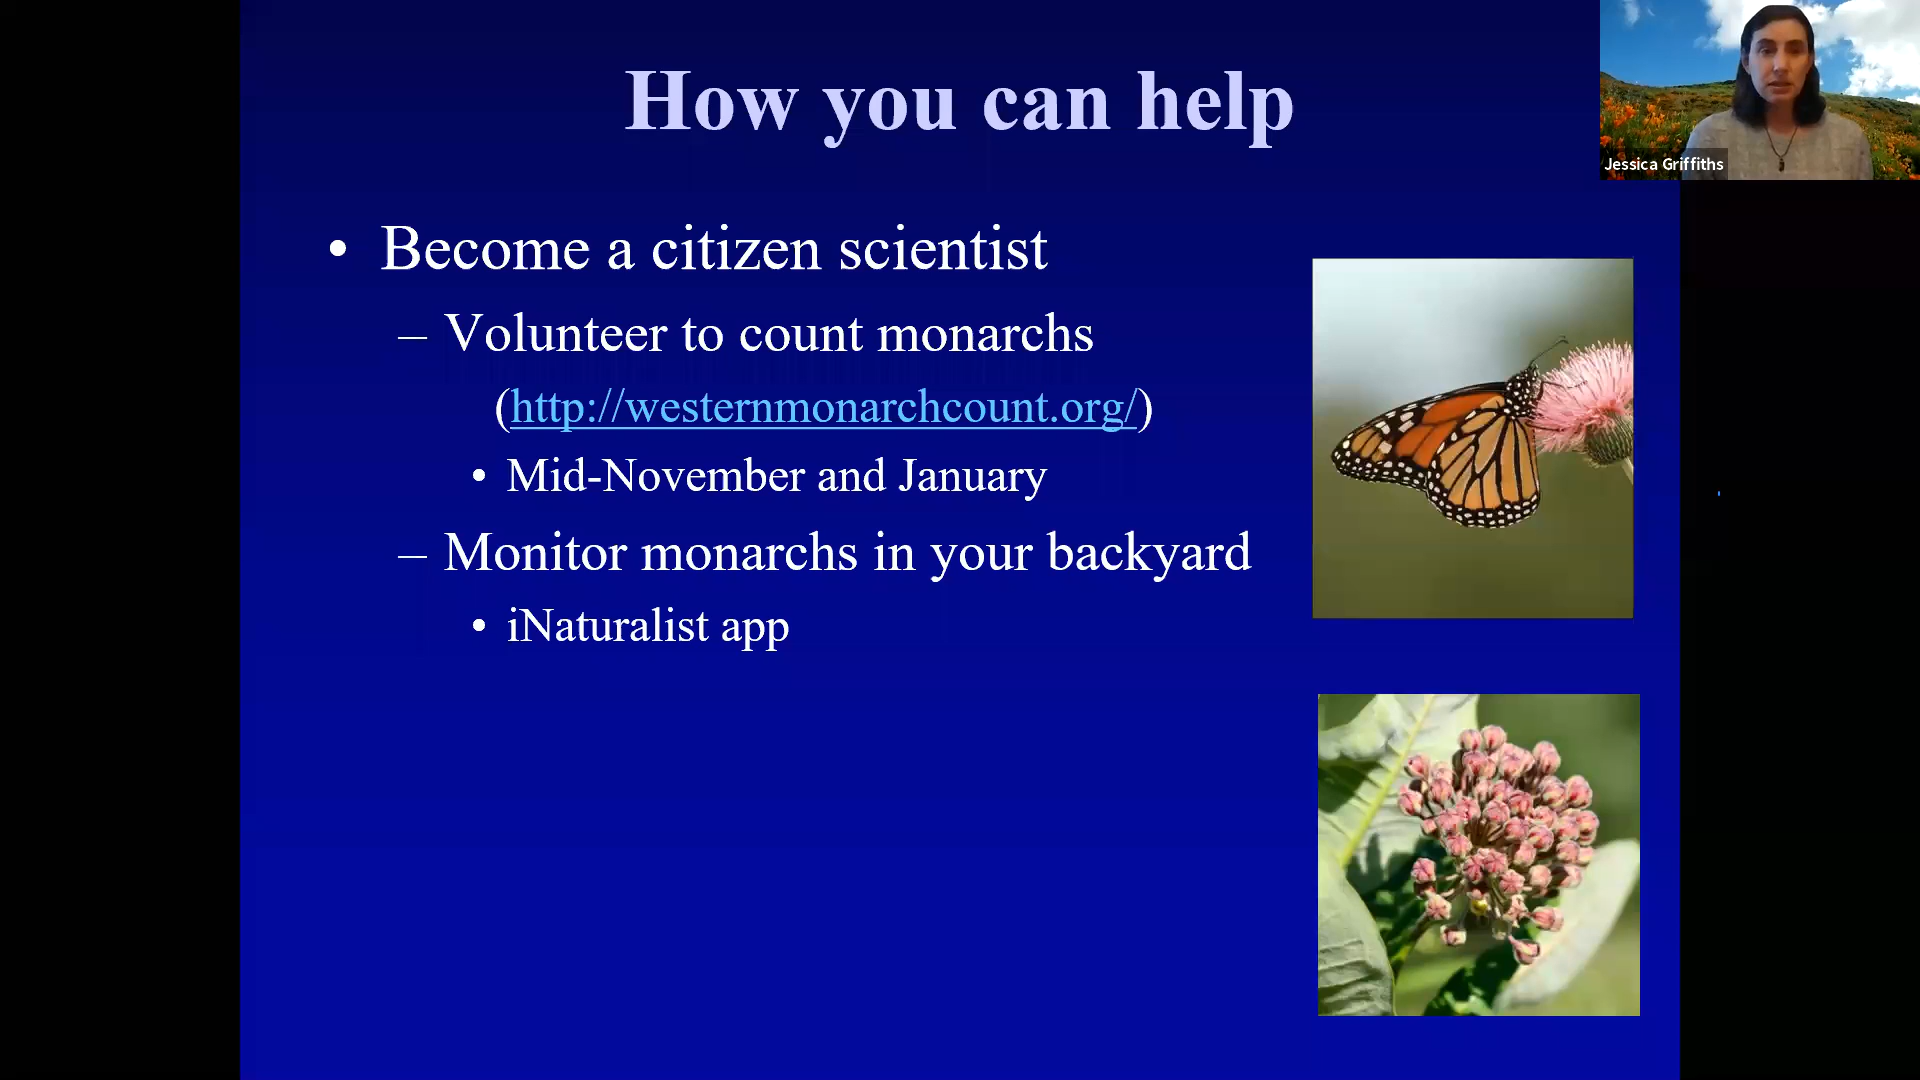 How you can help
Jessica Griffiths
• Become a citizen scientist
– Volunteer to count monarchs
(http://westernmonarchcount.org/)
• Mid-November and January
– Monitor monarchs in your backyard
• iNaturalist app